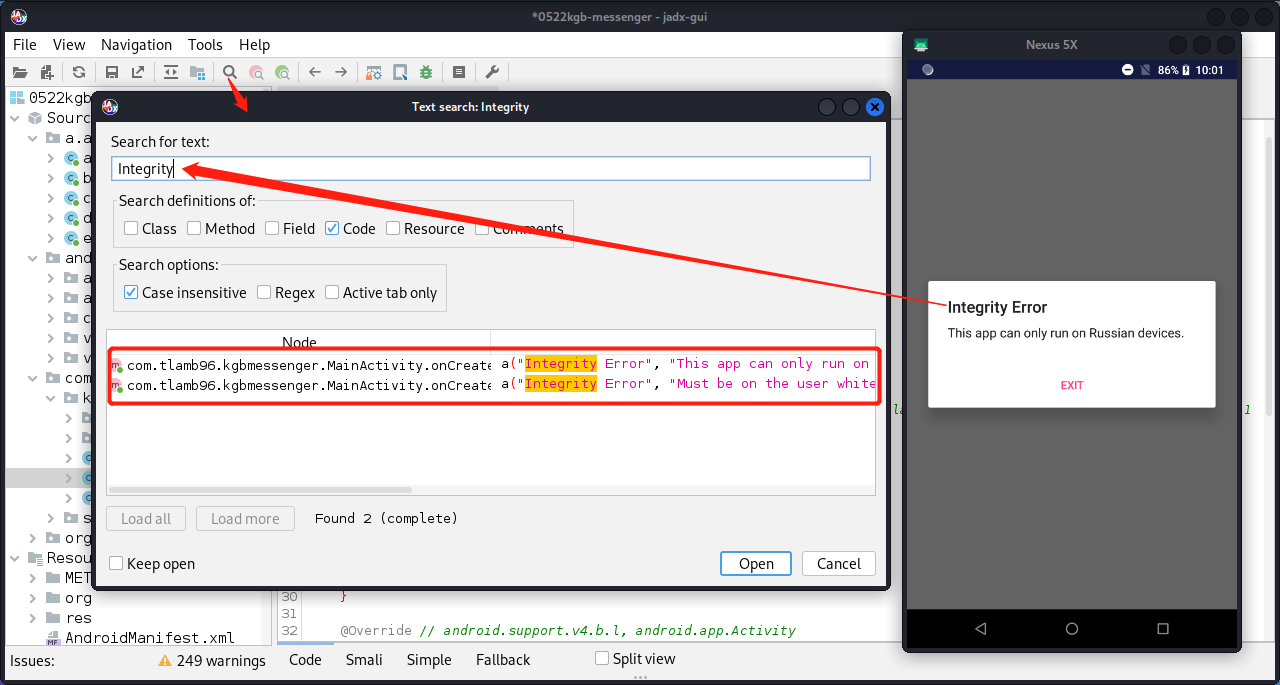 *0522kgb-messenger - jadx-gui
File View Navigation Tools Help
Nexus 5X
86% 10:01
0522kgb
Sourc
a.a
a
b
c
d
e
and
a
a
c
v
v
com
k
s
org
Resou
MET
org
res
AndroidManifest.xml
Text search: Integrity
Search for text:
Integrity
Search definitions of:
Class Method Field Code Resource Comments
Search options:
Case insensitive Regex Active tab only
Node
com.tlamb96.kgbmessenger.MainActivity.onCreate a("Integrity Error", "This app can only run on
com.tlamb96.kgbmessenger.MainActivity.onCreate a("Integrity Error", "Must be on the user white
Load all Load more Found 2 (complete)
Keep open Open Cancel
30 }
31
32 @Override // android.support.v4.b.l, android.app.Activity
Integrity Error
This app can only run on Russian devices.
EXIT
Issues: 249 warnings Code Smali Simple Fallback Split view